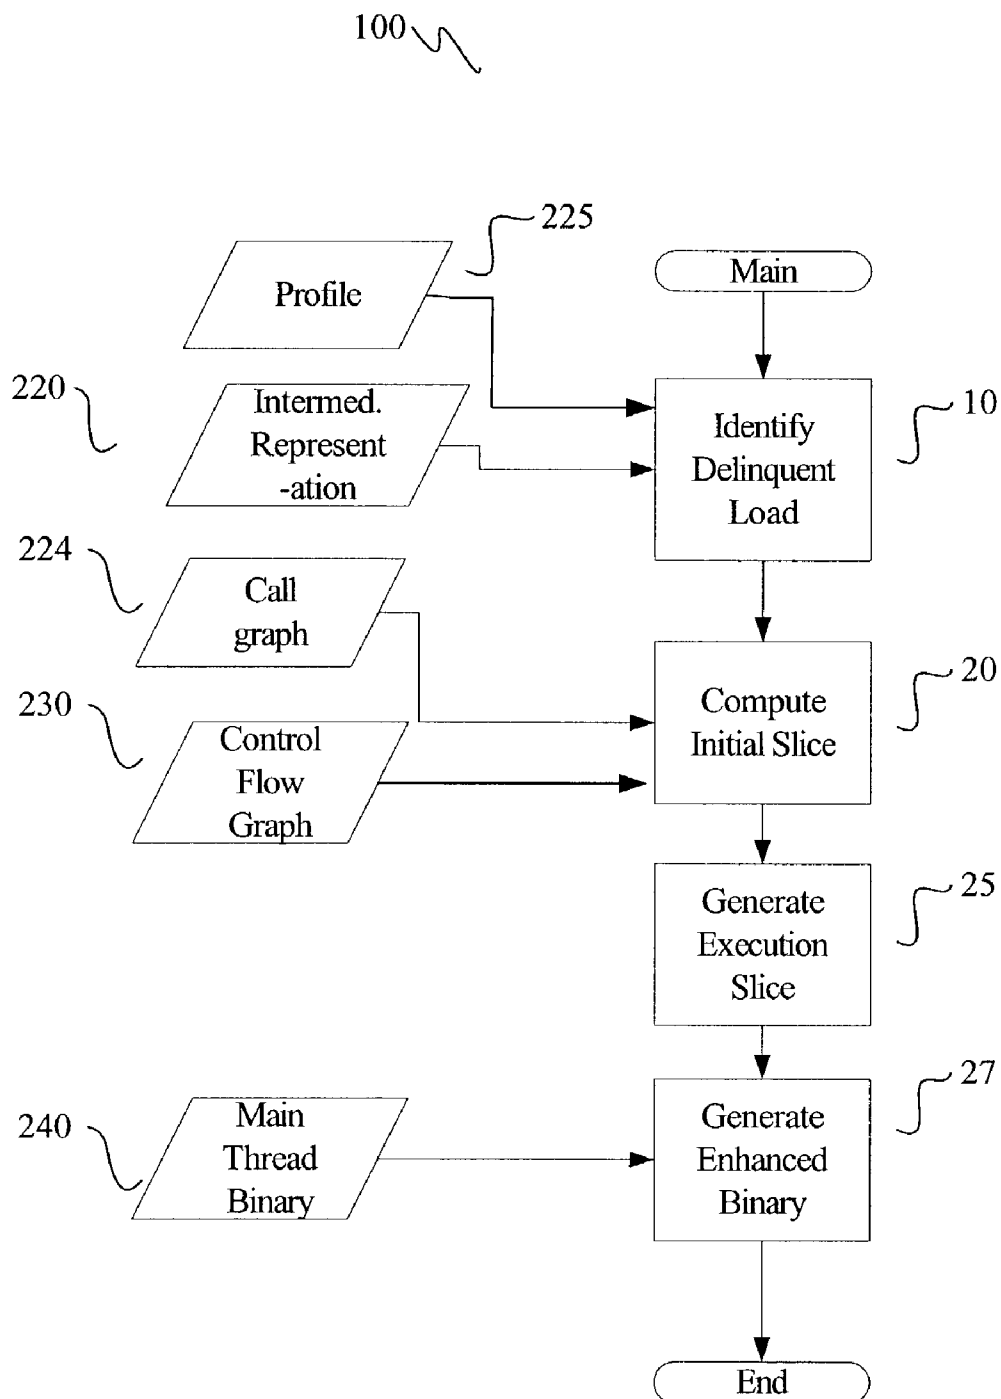 100
225
Profile
Main
220
Intermed.
Represent
-ation
10
Identify
Delinquent
Load
224
Call
graph
230
Control
Flow
Graph
20
Compute
Initial Slice
25
Generate
Execution
Slice
240
Main
Thread
Binary
27
Generate
Enhanced
Binary
End